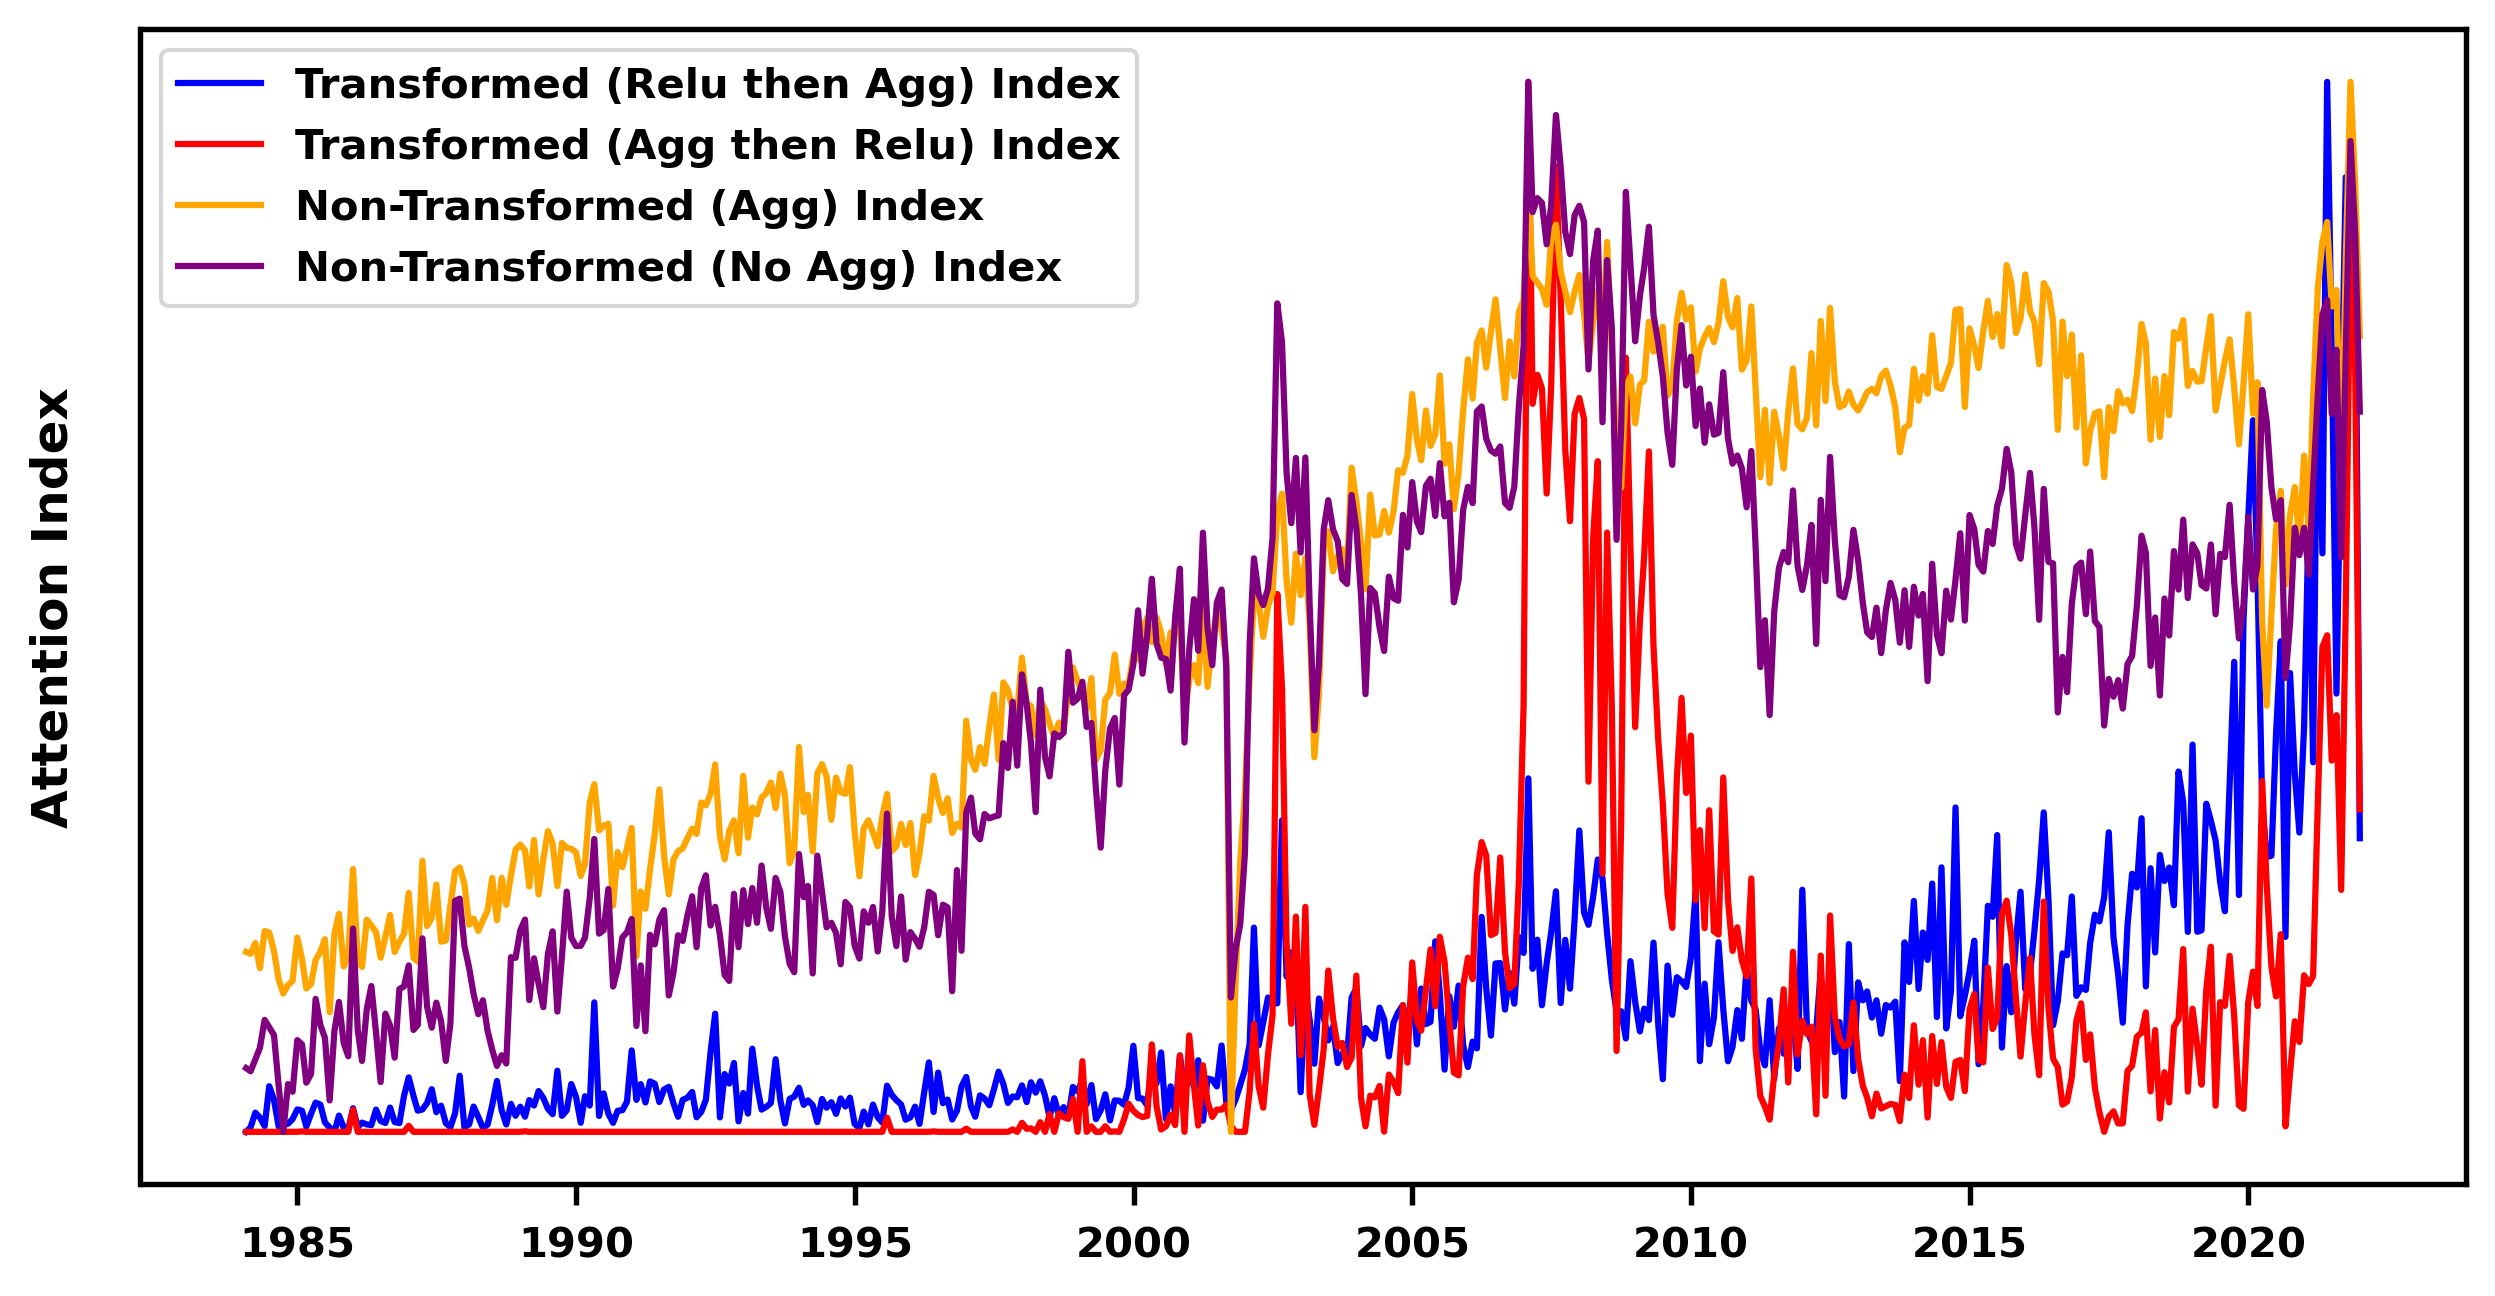 Transformed (Relu then Agg) Index
Transformed (Agg then Relu) Index
Non-Transformed (Agg) Index
Non-Transformed (No Agg) Index
Attention Index
1985 1990 1995 2000 2005 2010 2015 2020